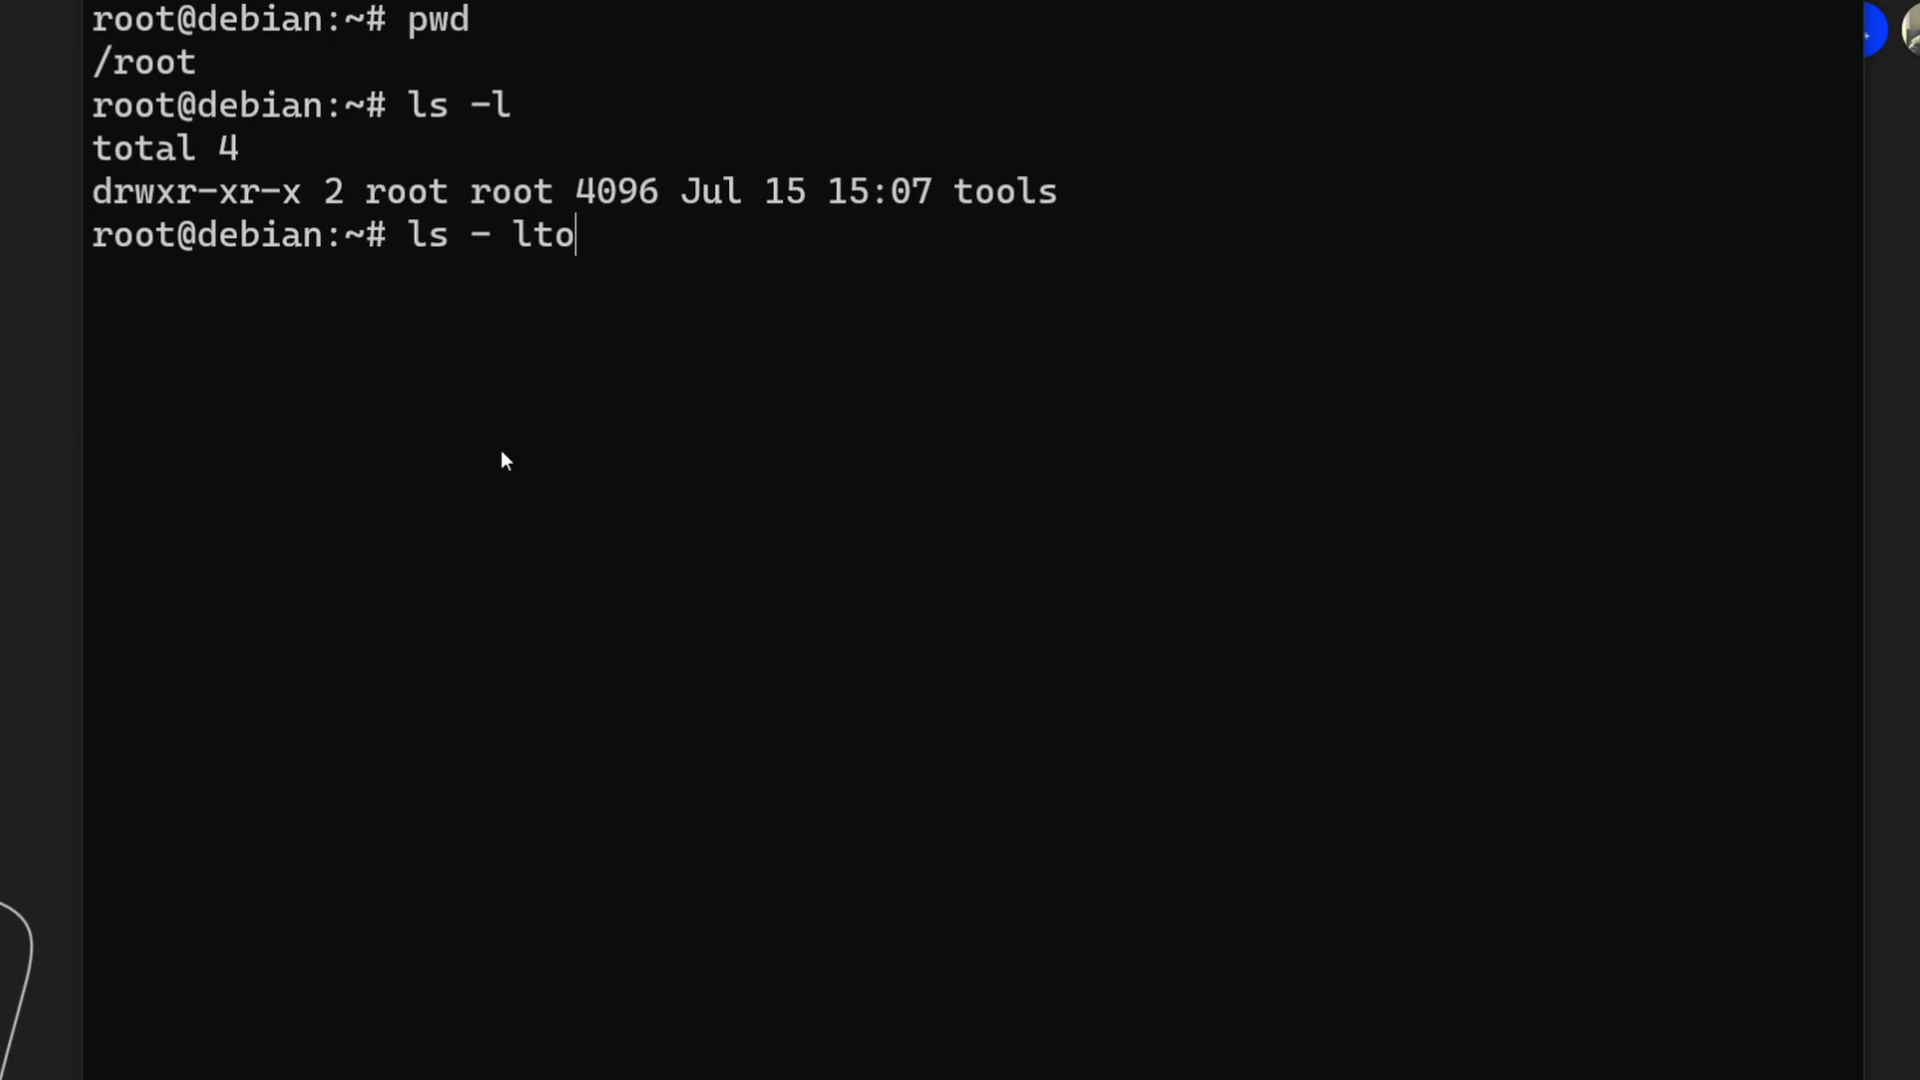 root@debian:~# pwd
/root
root@debian:~# ls -l
total 4
drwxr-xr-x 2 root root 4096 Jul 15 15:07 tools
root@debian:~# ls - lto